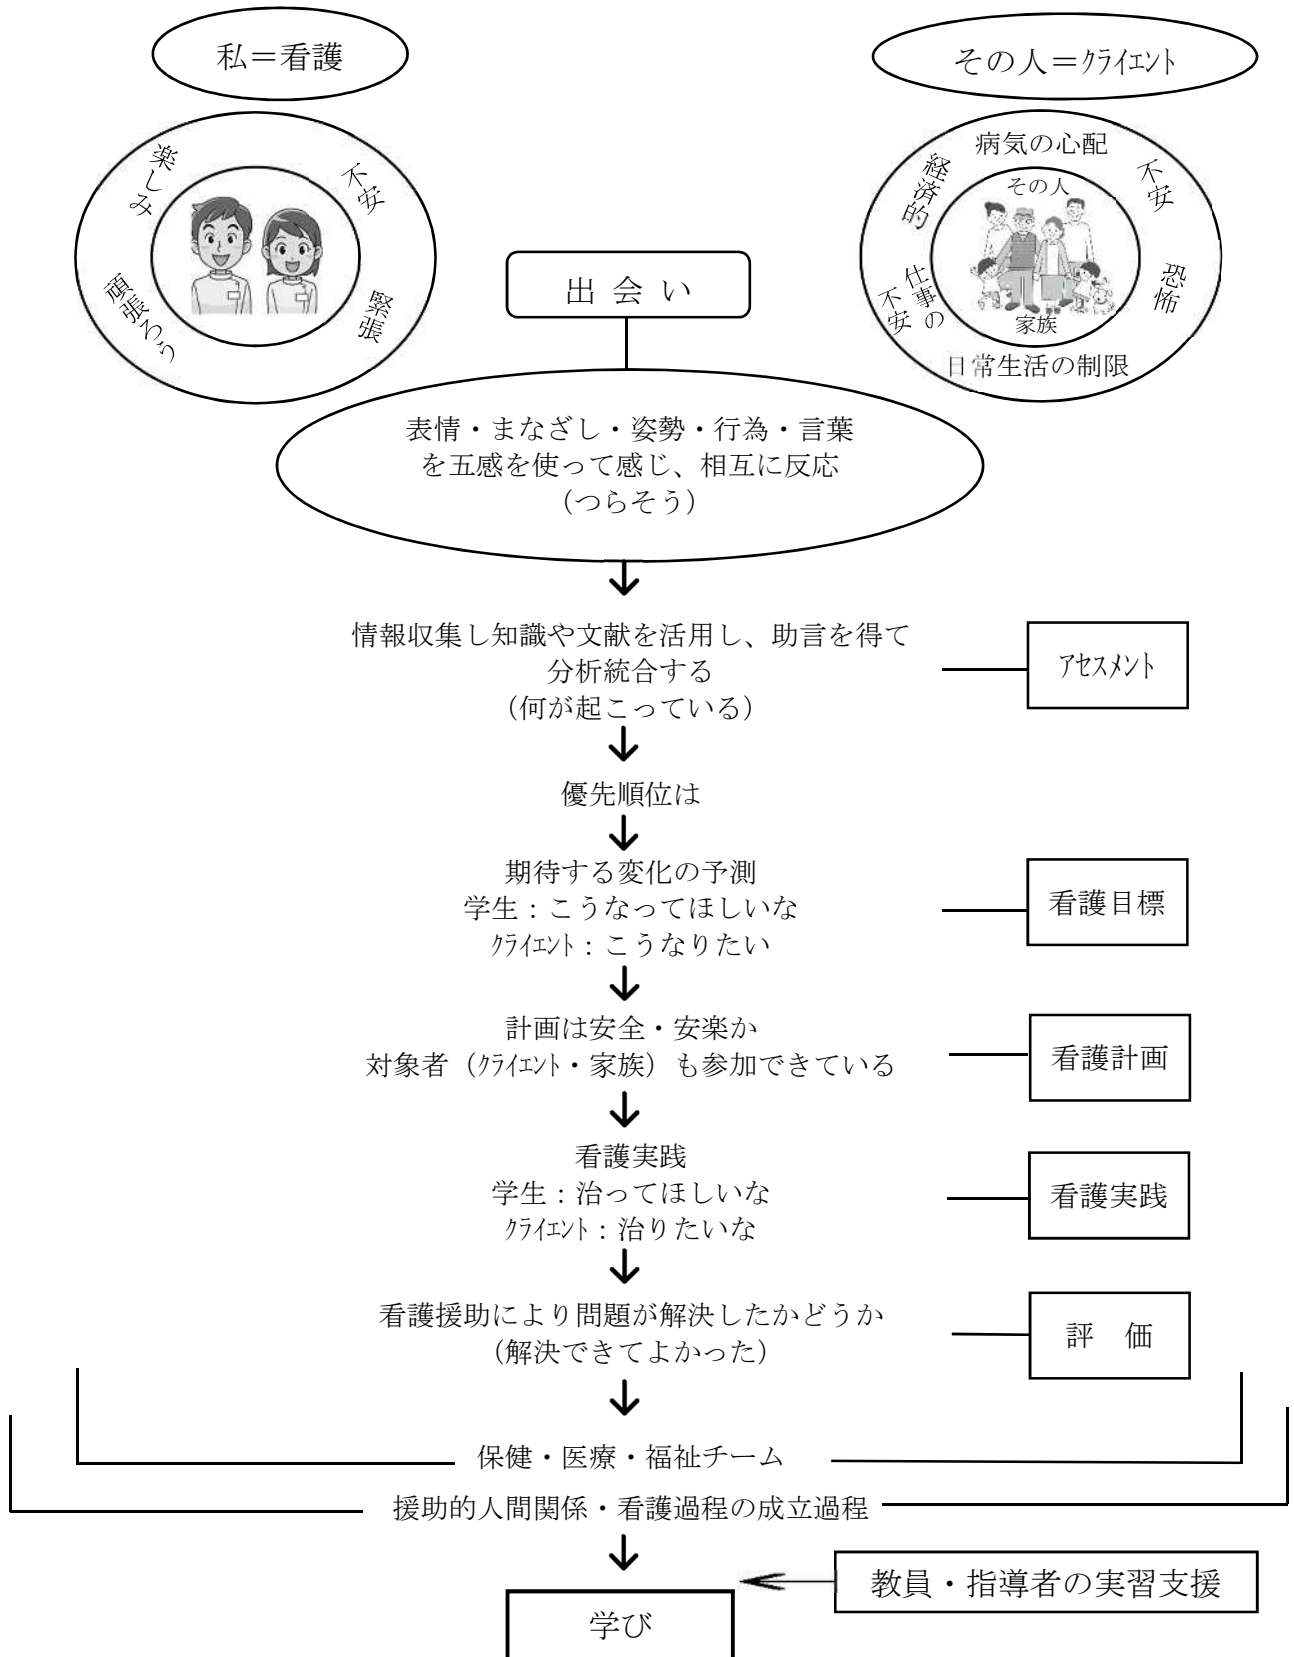 私＝看護
その人＝ｸﾗｲｴﾝﾄ
楽しみ
不安
頑張ろう
緊張
病気の心配
経済的
不安
その人
恐怖
仕事の
不安
家族
日常生活の制限
出 会 い
表情・まなざし・姿勢・行為・言葉
を五感を使って感じ、相互に反応
（つらそう）
情報収集し知識や文献を活用し、助言を得て
分析統合する
（何が起こっている）
ｱｾｽﾒﾝﾄ
優先順位は
期待する変化の予測
学生：こうなってほしいな
ｸﾗｲｴﾝﾄ：こうなりたい
看護目標
計画は安全・安楽か
対象者（ｸﾗｲｴﾝﾄ・家族）も参加できている
看護計画
看護実践
学生：治ってほしいな
ｸﾗｲｴﾝﾄ：治りたいな
看護実践
看護援助により問題が解決したかどうか
（解決できてよかった）
評　価
保健・医療・福祉チーム
援助的人間関係・看護過程の成立過程
教員・指導者の実習支援
学び